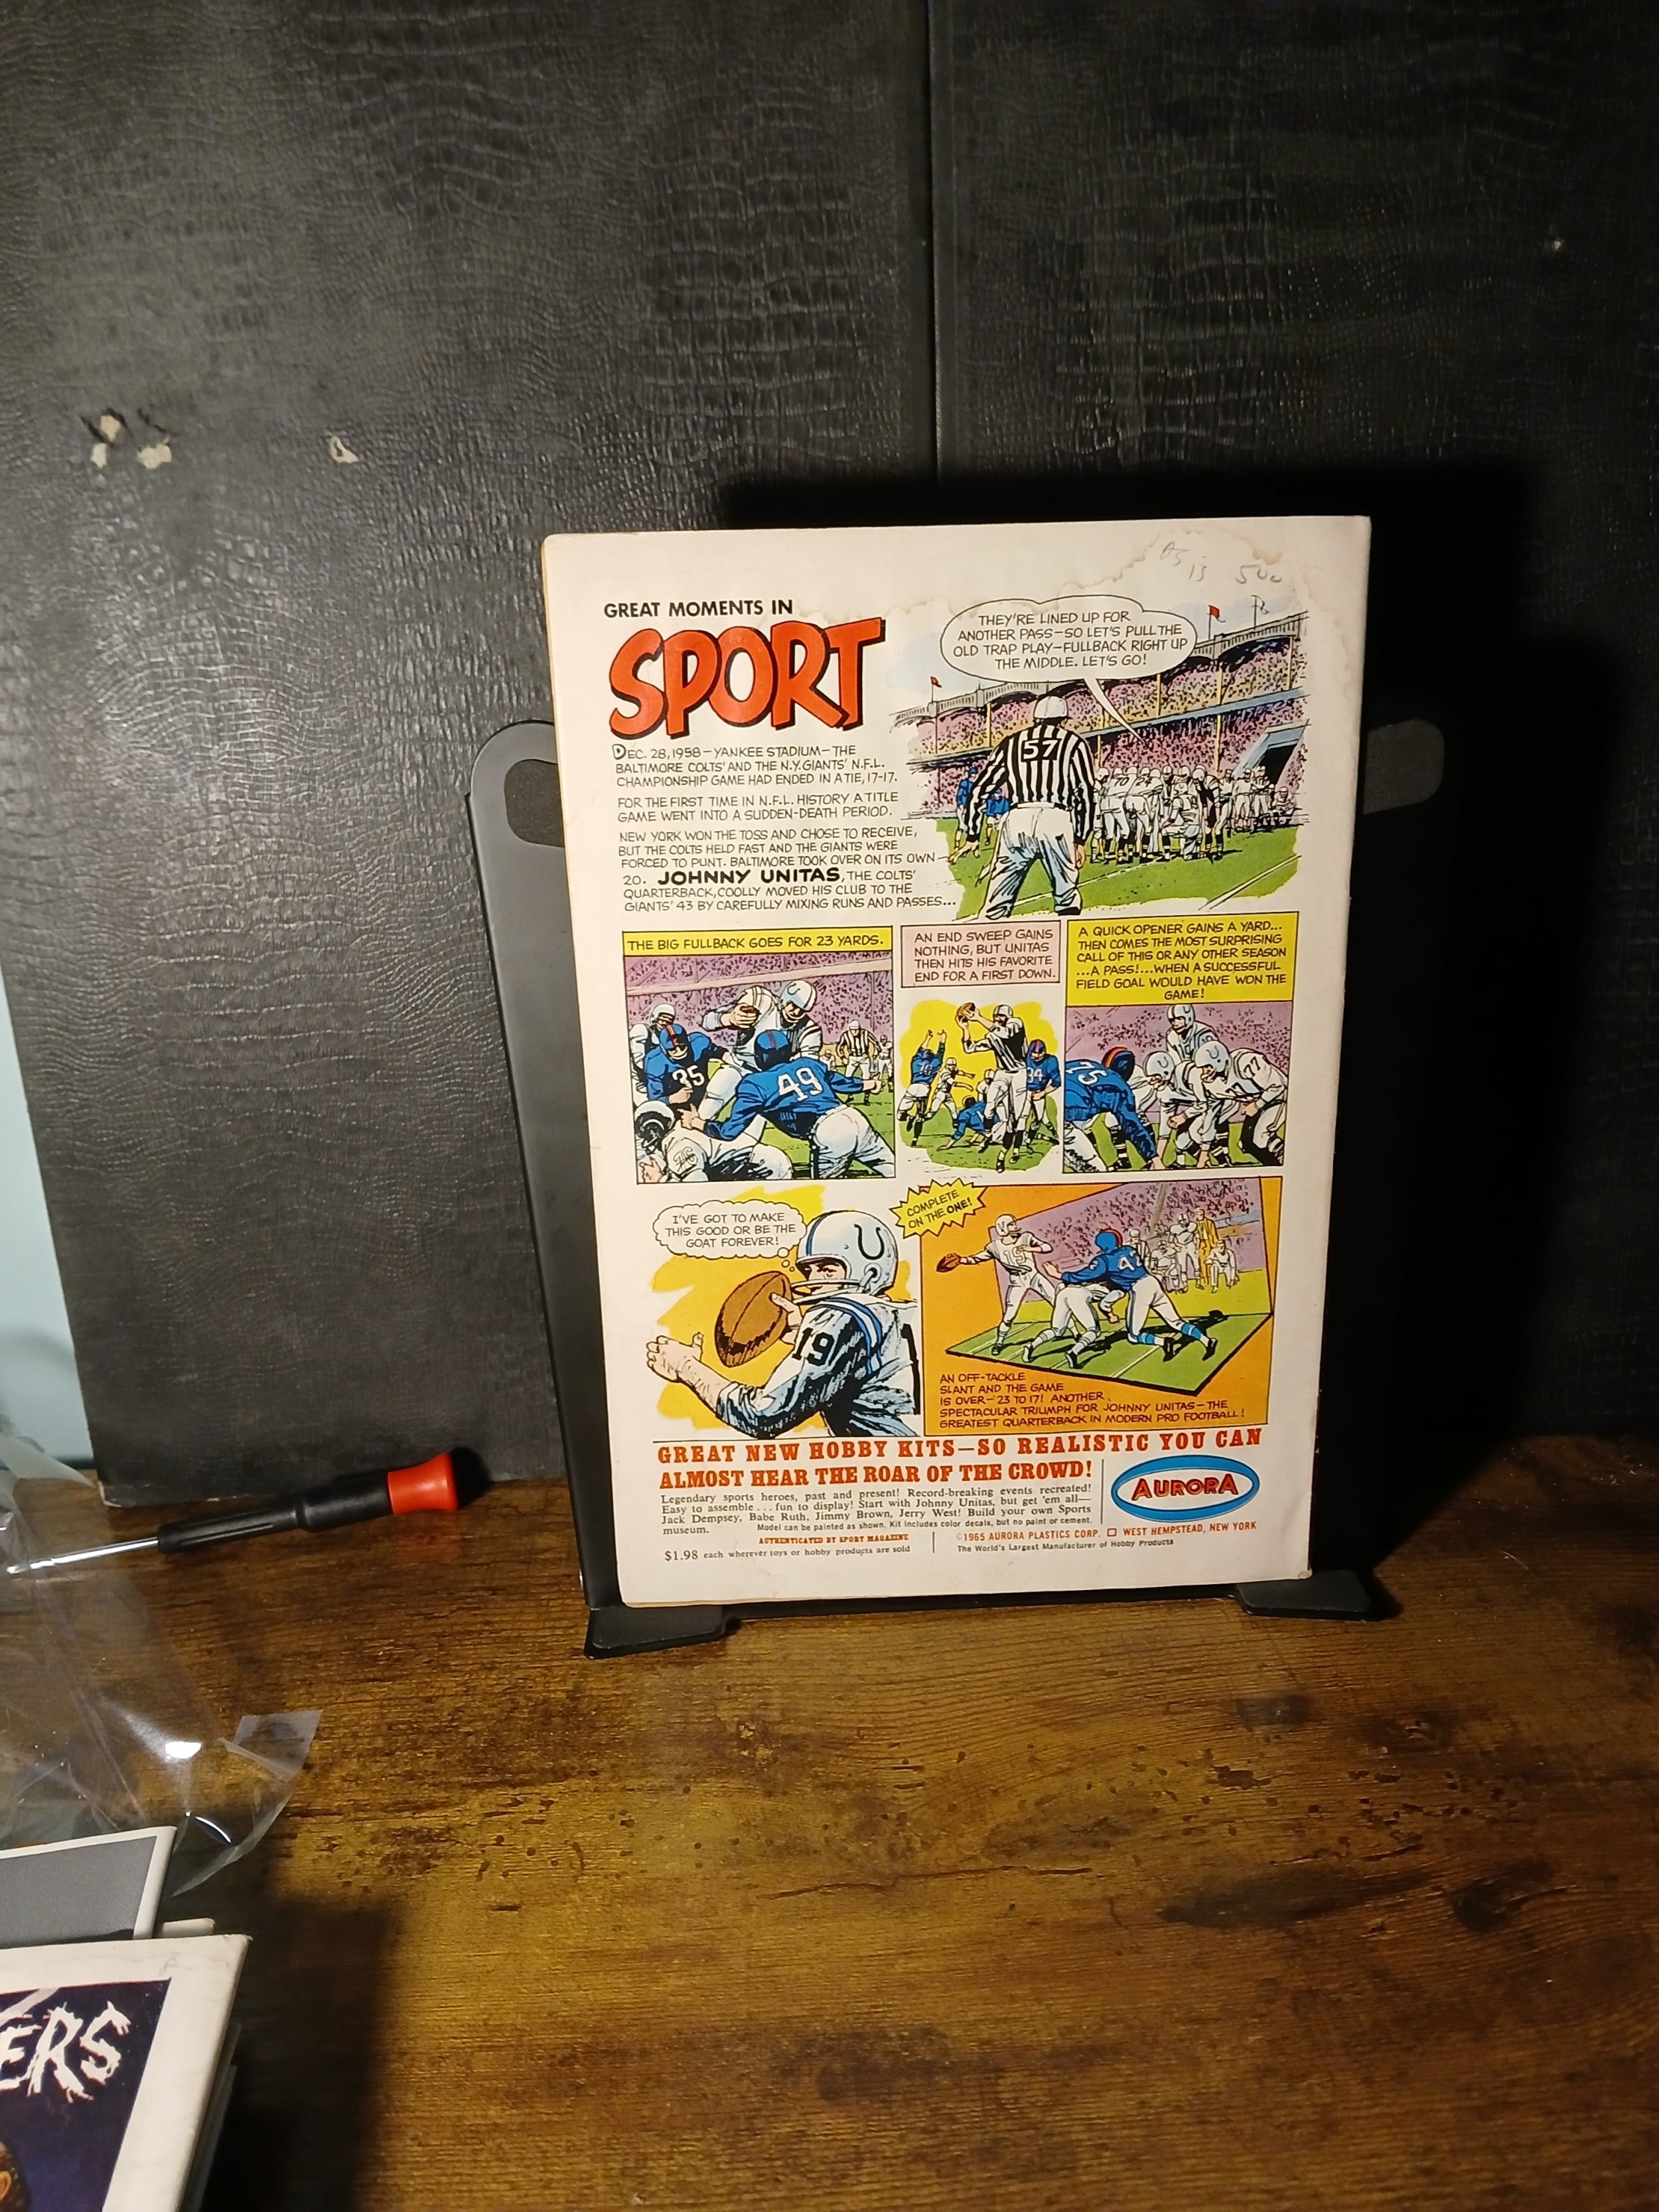 GREAT MOMENTS IN
SPORT
THEY'RE LINED UP FOR
ANOTHER PASS—SO LET'S PULL THE
OLD TRAP PLAY—FULLBACK RIGHT UP
THE MIDDLE. LET'S GO!
57
DEC. 28, 1958—YANKEE STADIUM—THE
BALTIMORE COLTS' AND THE N.Y. GIANTS' N.F.L.
CHAMPIONSHIP GAME HAD ENDED IN A TIE, 17-17.
FOR THE FIRST TIME IN N.F.L. HISTORY A TITLE
GAME WENT INTO A SUDDEN-DEATH PERIOD.
NEW YORK WON THE TOSS AND CHOSE TO RECEIVE,
BUT THE COLTS HELD FAST AND THE GIANTS WERE
FORCED TO PUNT. BALTIMORE TOOK OVER ON ITS OWN
20. JOHNNY UNITAS, THE COLTS'
QUARTERBACK, COOLLY MOVED HIS CLUB TO THE
GIANTS' 43 BY CAREFULLY MIXING RUNS AND PASSES...
THE BIG FULLBACK GOES FOR 23 YARDS.
35
49
AN END SWEEP GAINS
NOTHING, BUT UNITAS
THEN HITS HIS FAVORITE
END FOR A FIRST DOWN.
84
A QUICK OPENER GAINS A YARD...
THEN COMES THE MOST SURPRISING
CALL OF THIS OR ANY OTHER SEASON
...A PASS!...WHEN A SUCCESSFUL
FIELD GOAL WOULD HAVE WON THE
GAME!
75
77
I'VE GOT TO MAKE
THIS GOOD OR BE THE
GOAT FOREVER!
19
COMPLETE
ON THE ONE!
19
AN OFF-TACKLE
SLANT AND THE GAME
IS OVER—23 TO 17! ANOTHER
SPECTACULAR TRIUMPH FOR JOHNNY UNITAS—THE
GREATEST QUARTERBACK IN MODERN PRO FOOTBALL!
GREAT NEW HOBBY KITS—SO REALISTIC YOU CAN
ALMOST HEAR THE ROAR OF THE CROWD!
Legendary sports heroes, past and present! Record-breaking events recreated!
Easy to assemble...fun to display! Start with Johnny Unitas, but get 'em all—
Jack Dempsey, Babe Ruth, Jimmy Brown, Jerry West! Build your own Sports
museum. Model can be painted as shown. Kit includes color decals, but no paint or cement.
AUTHENTICATED BY SPORT MAGAZINE
$1.98 each wherever toys or hobby products are sold
AURORA
©1965 AURORA PLASTICS CORP. □ WEST HEMPSTEAD, NEW YORK
The World's Largest Manufacturer of Hobby Products
500
ERS